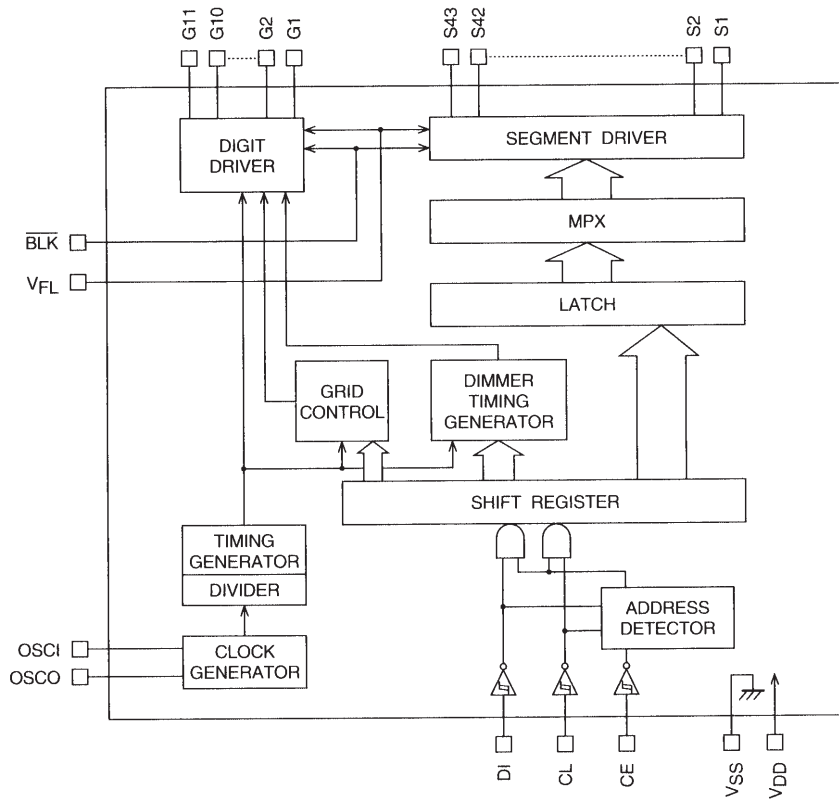 G11
G10
G2
G1
S43
S42
S2
S1
DIGIT
DRIVER
SEGMENT DRIVER
MPX
BLK
VFL
LATCH
GRID
CONTROL
DIMMER
TIMING
GENERATOR
SHIFT REGISTER
TIMING
GENERATOR
DIVIDER
ADDRESS
DETECTOR
OSCI
OSCO
CLOCK
GENERATOR
DI
CL
CE
VSS
VDD